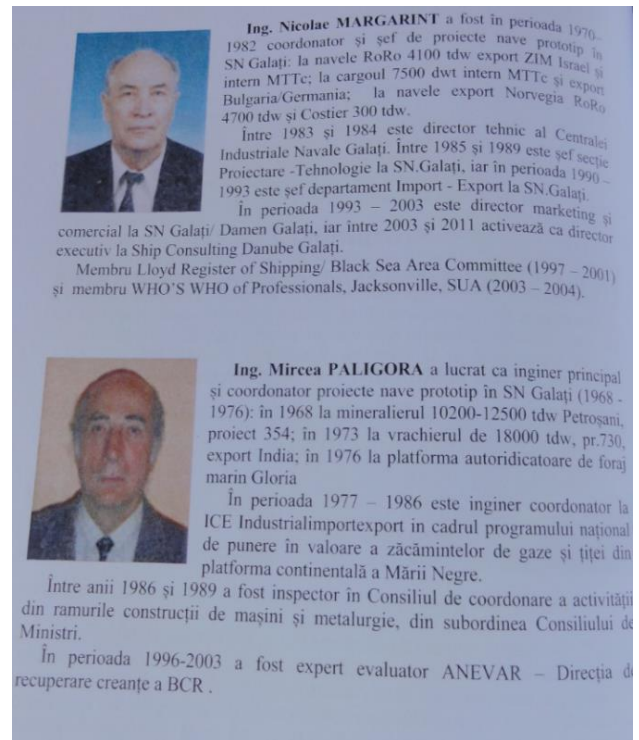 Ing. Nicolae MARGARINT a fost în perioada 1970-
1982 coordonator și șef de proiecte nave prototip în
SN Galați: la navele RoRo 4100 tdw export ZIM Israel și
intern MTTc; la cargoul 7500 dwt intern MTTc și export
Bulgaria/Germania; la navele export Norvegia RoRo
4700 tdw și Costier 300 tdw.
Între 1983 și 1984 este director tehnic al Centralei
Industriale Navale Galați. Între 1985 și 1989 este șef secție
Proiectare -Tehnologie la SN.Galați, iar în perioada 1990 –
1993 este șef departament Import - Export la SN.Galați.
În perioada 1993 – 2003 este director marketing și
comercial la SN Galați/ Damen Galați, iar între 2003 și 2011 activează ca director
executiv la Ship Consulting Danube Galați.
Membru Lloyd Register of Shipping/ Black Sea Area Committee (1997 – 2001)
și membru WHO'S WHO of Professionals, Jacksonville, SUA (2003 – 2004).
Ing. Mircea PALIGORA a lucrat ca inginer principal
și coordonator proiecte nave prototip în SN Galați (1968 -
1976): în 1968 la mineralierul 10200-12500 tdw Petroșani,
proiect 354; în 1973 la vrachierul de 18000 tdw, pr.730,
export India; în 1976 la platforma autoridicatoare de foraj
marin Gloria
În perioada 1977 – 1986 este inginer coordonator la
ICE Industrialimportexport in cadrul programului național
de punere în valoare a zăcămintelor de gaze și țiței din
platforma continentală a Mării Negre.
Între anii 1986 și 1989 a fost inspector în Consiliul de coordonare a activității
din ramurile construcții de mașini și metalurgie, din subordinea Consiliului de
Ministri.
În perioada 1996-2003 a fost expert evaluator ANEVAR – Direcția de
recuperare creanțe a BCR .